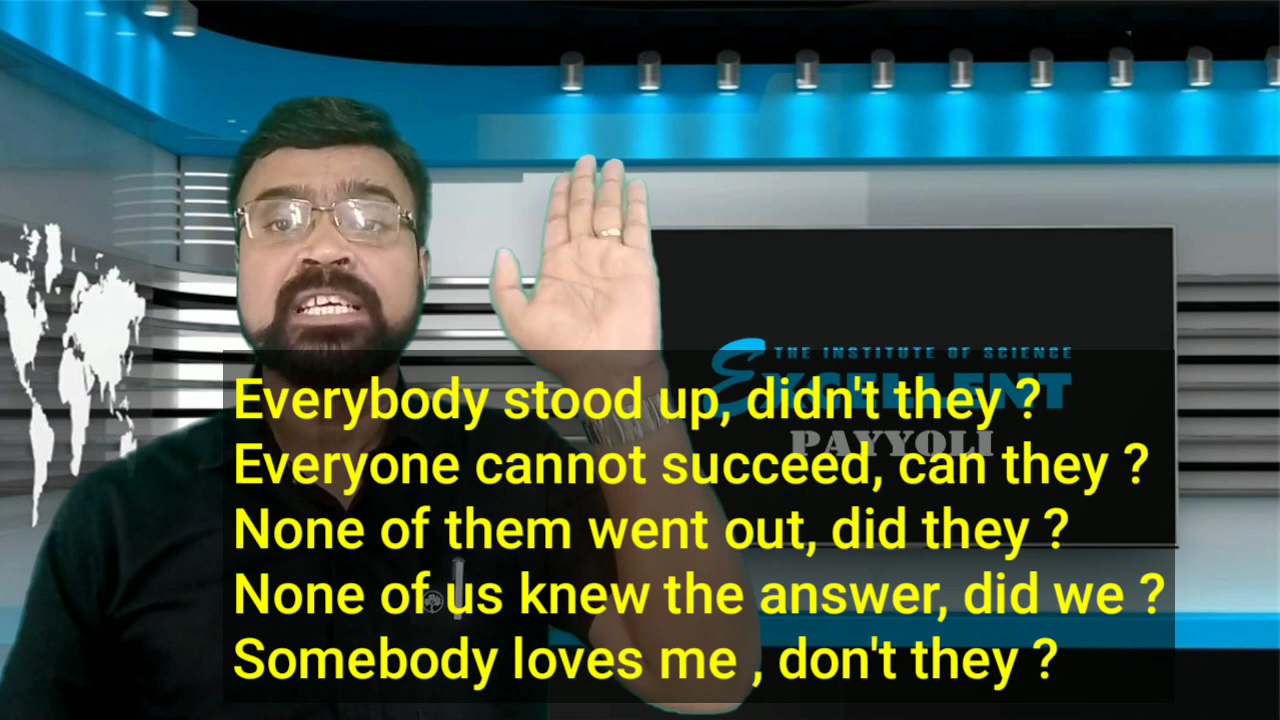 THE INSTITUTE OF SCIENCE
EXCELLENT
PAYYOLI
Everybody stood up, didn't they ?
Everyone cannot succeed, can they ?
None of them went out, did they ?
None of us knew the answer, did we ?
Somebody loves me , don't they ?